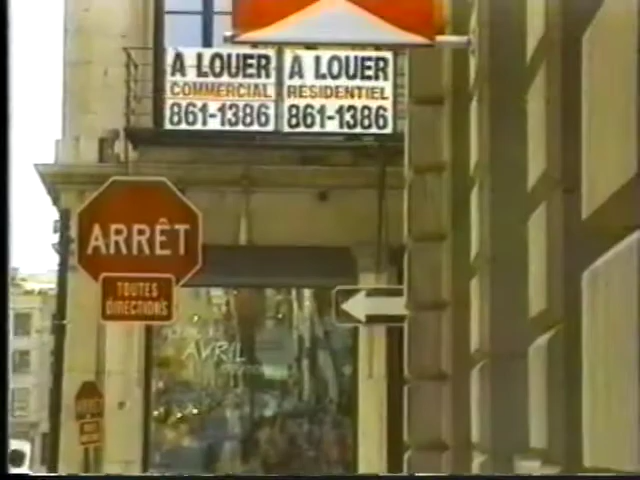 A LOUER
COMMERCIAL
861-1386
A LOUER
RÉSIDENTIEL
861-1386
ARRÊT
TOUTES
DIRECTIONS
AVRIL